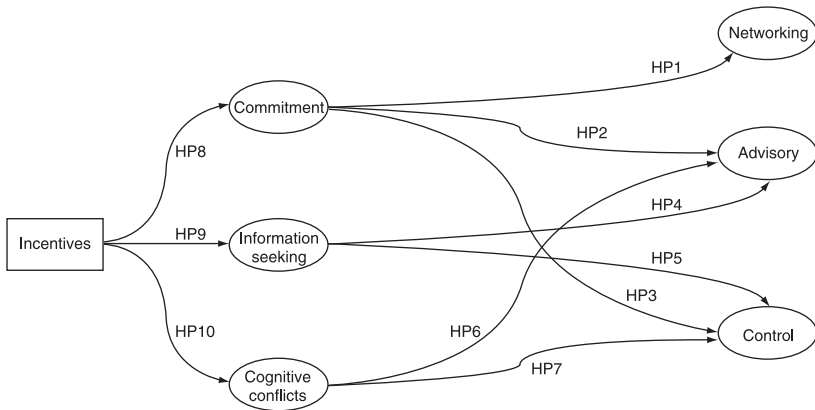 Networking
HP1
Commitment
HP2
HP8
Advisory
HP4
Incentives
HP9
Information
seeking
HP5
HP3
HP10
HP6
Control
HP7
Cognitive
conflicts